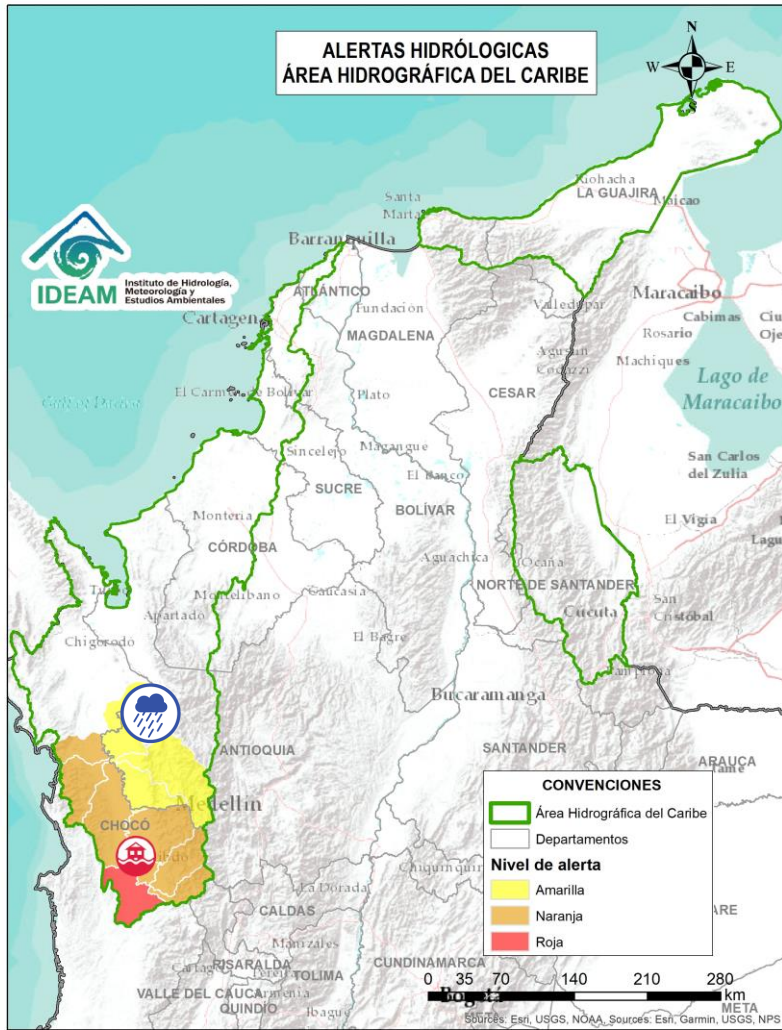 ALERTAS HIDRÓLOGICAS
ÁREA HIDROGRÁFICA DEL CARIBE
N
W
E
S
IDEAM
Instituto de Hidrología,
Meteorología y
Estudios Ambientales
Riohacha
LA GUAJIRA
Maicao
Santa
Marta
Barranquilla
ATLÁNTICO
Cartagena
Fundación
MAGDALENA
Valledupar
Maracaibo
Cabimas
Rosario
Machiques
Agustín
Codazzi
CESAR
Lago de
Maracaibo
El Carmen de Bolívar
Plato
Sincelejo
Magangue
SUCRE
El Banco
BOLÍVAR
San Carlos
del Zulia
Montería
CÓRDOBA
El Vigía
Aguachica
Ocaña
NORTE DE SANTANDER
Cucuta
San
Cristóbal
Apartado
Montelibano
Caucasia
Chigorodó
El Bagre
Pamplona
Bucaramanga
ANTIOQUIA
SANTANDER
ARAUCA
Medellín
CHOCÓ
La Dorada
CALDAS
Manizales
RISARALDA
TOLIMA
CUNDINAMARCA
VALLE DEL CAUCA
Armenia
QUINDÍO
Ibague
Bogotá
META
CONVENCIONES
Área Hidrográfica del Caribe
Departamentos
Nivel de alerta
Amarilla
Naranja
Roja
0 35 70 140 210 280
km
Sources: Esri, USGS, NOAA, Sources: Esri, Garmin, USGS, NPS